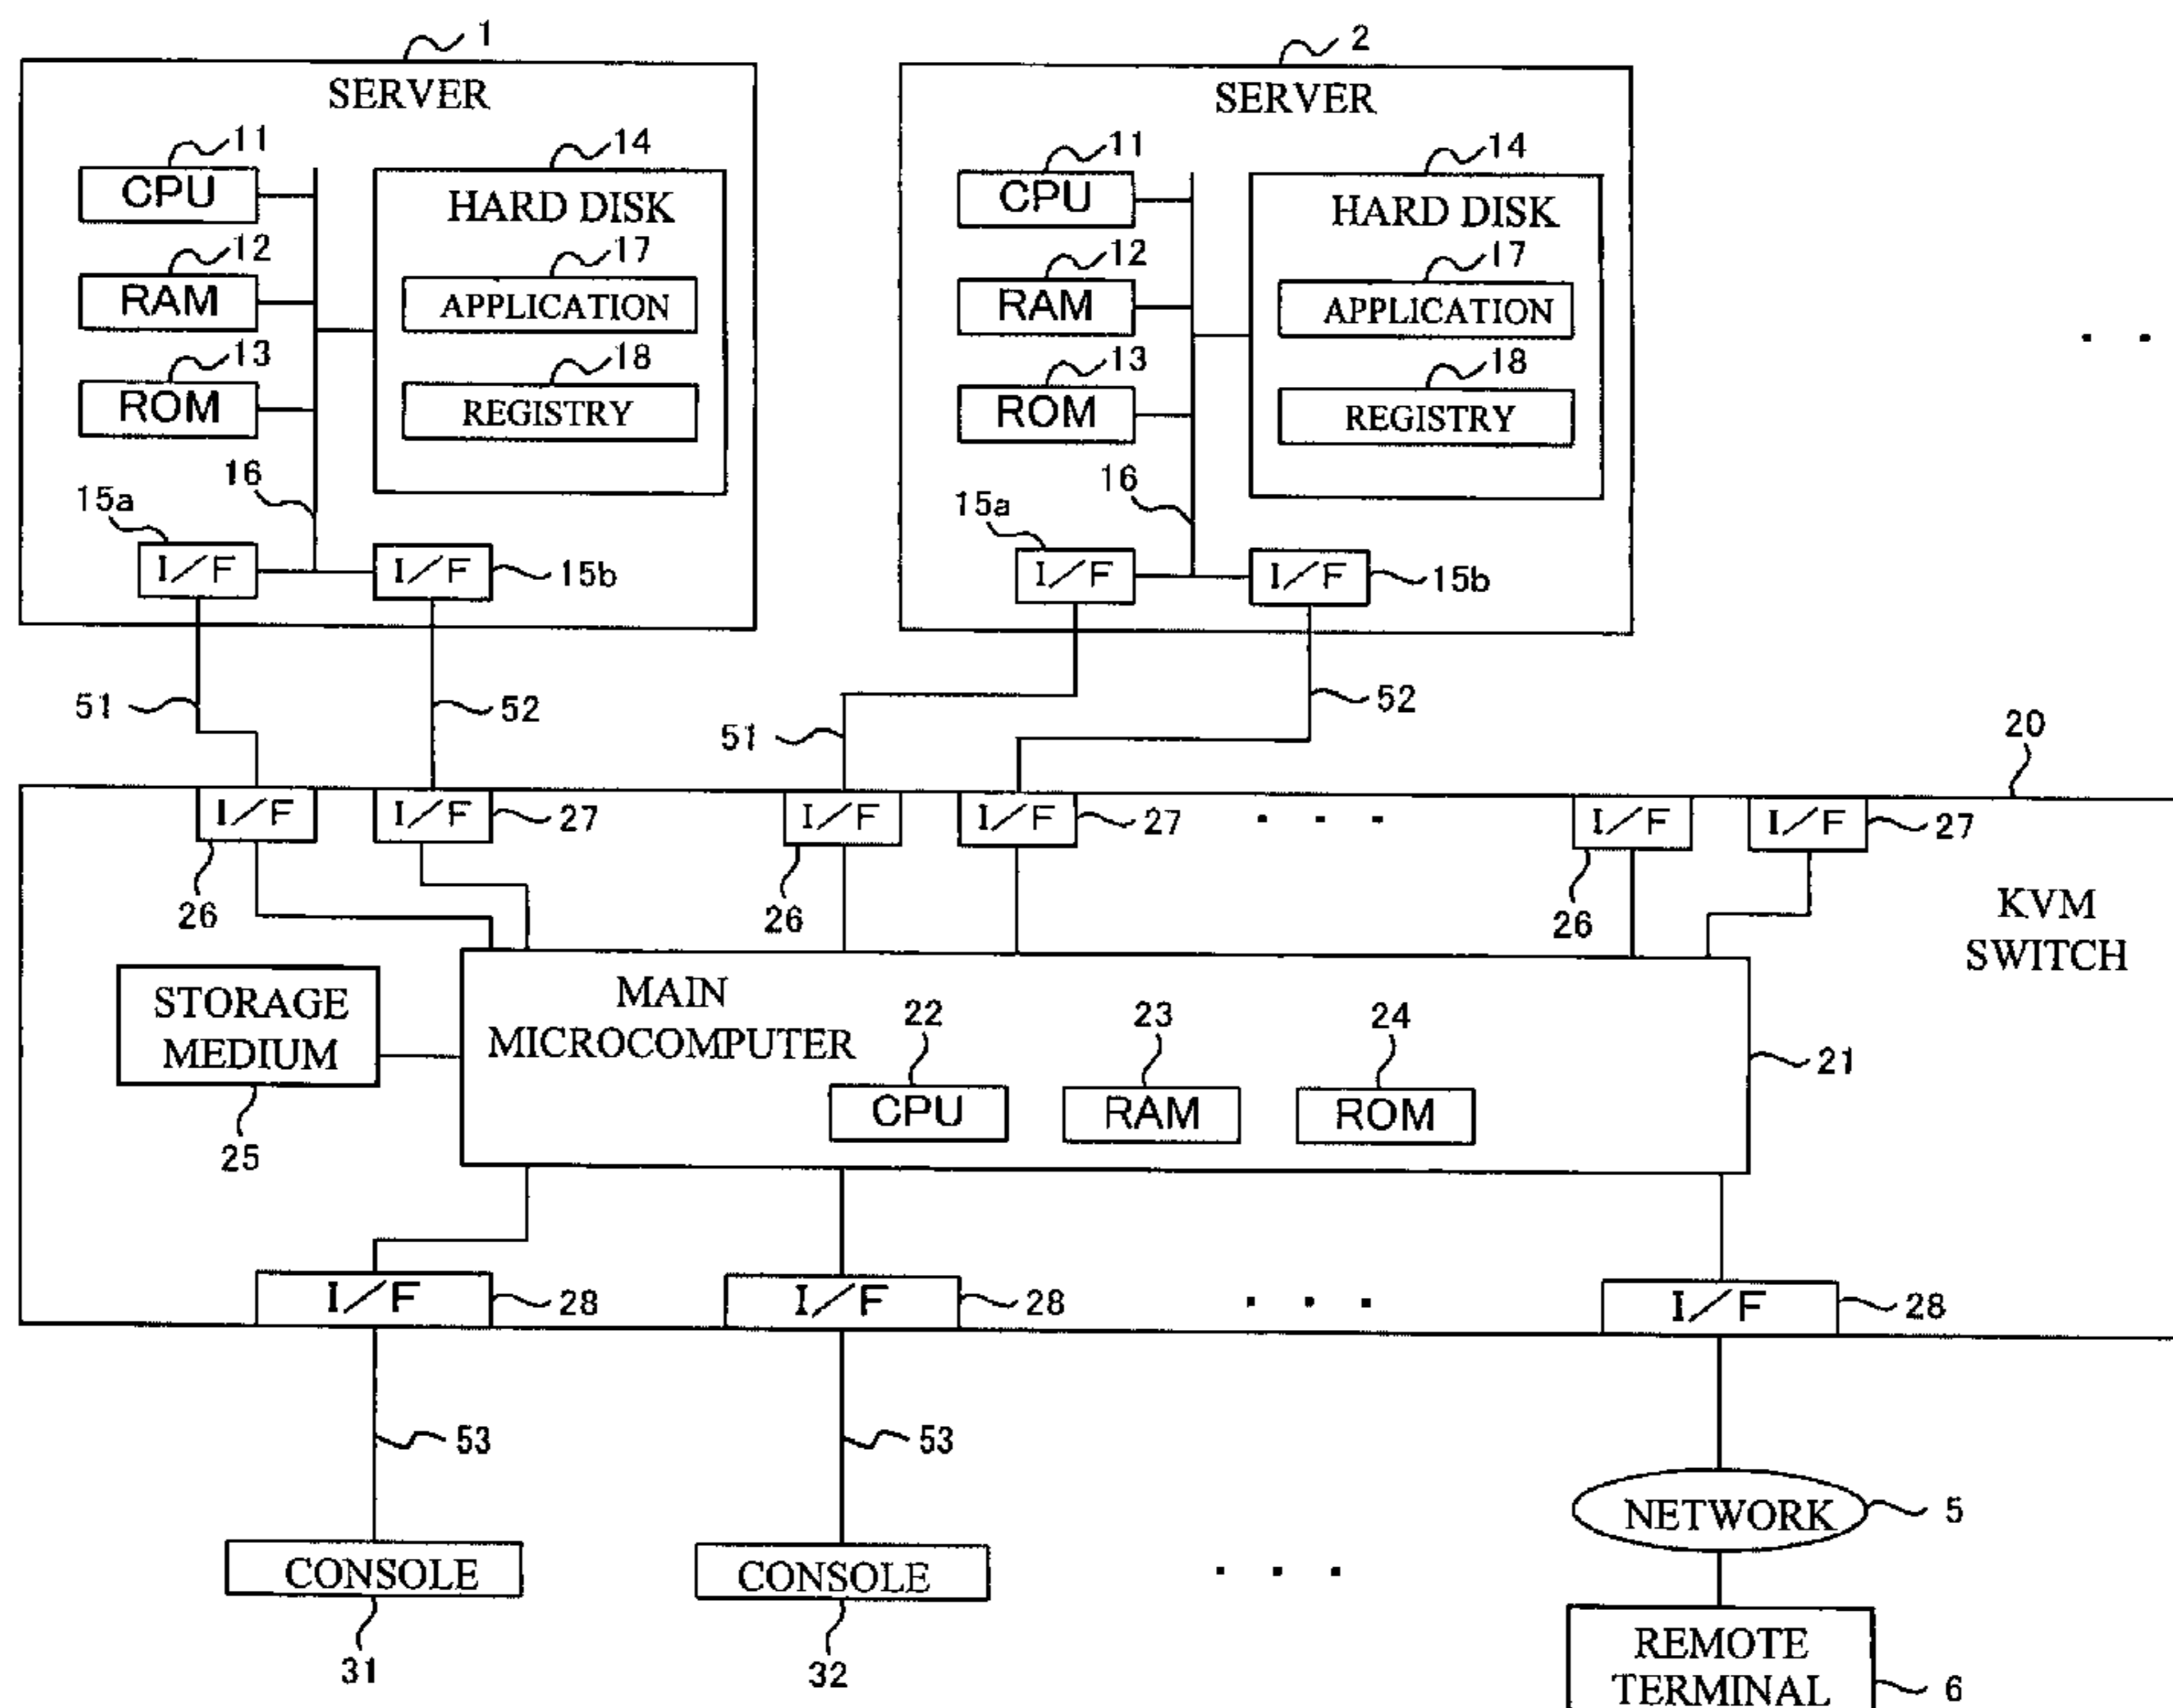 1
SERVER
11
CPU
12
RAM
13
ROM
14
HARD DISK
17
APPLICATION
18
REGISTRY
16
15a
I/F
I/F
15b
51
52
2
SERVER
11
CPU
12
RAM
13
ROM
14
HARD DISK
17
APPLICATION
18
REGISTRY
16
15a
I/F
I/F
15b
51
52
. .
20
I/F
26
I/F
27
I/F
26
I/F
27
. . .
I/F
26
I/F
27
KVM
SWITCH
STORAGE
MEDIUM
25
MAIN
MICROCOMPUTER
22
CPU
23
RAM
24
ROM
21
I/F
28
I/F
28
. . .
I/F
28
53
53
NETWORK
5
CONSOLE
31
CONSOLE
32
. . .
REMOTE
TERMINAL
6